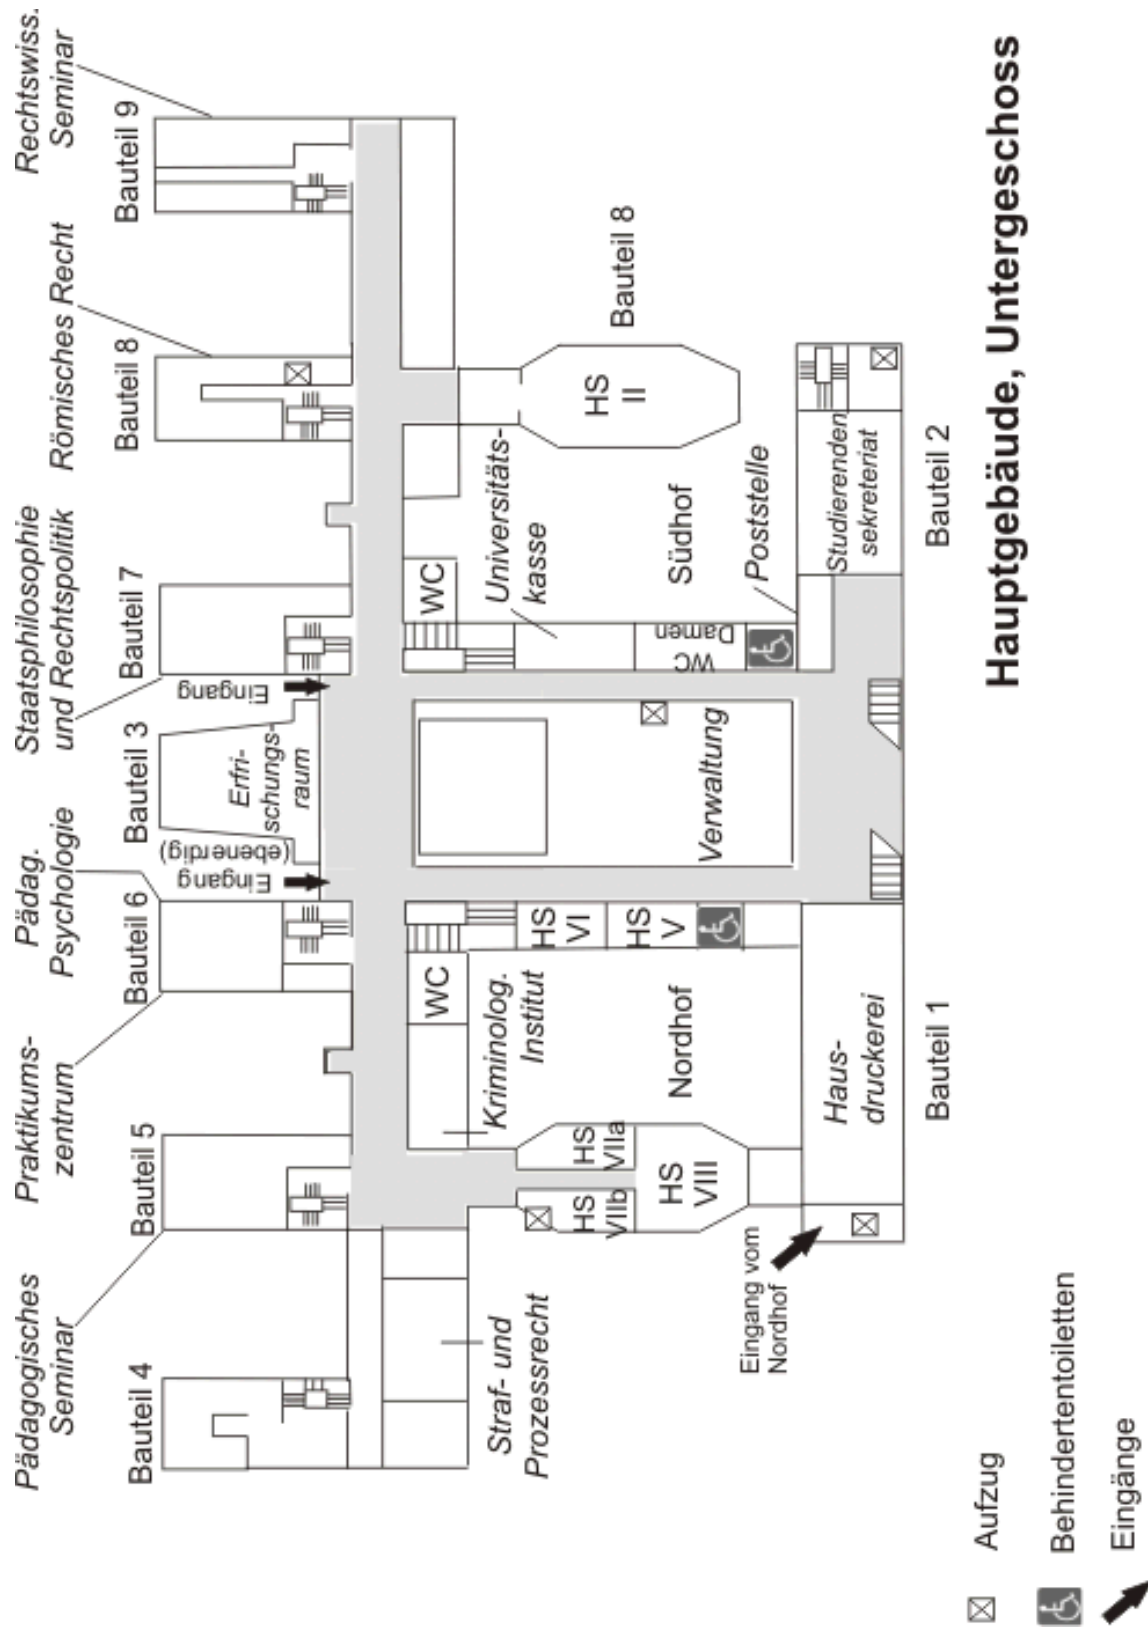 Pädagogisches
Seminar
Praktikums-
zentrum
Pädag.
Psychologie
Staatsphilosophie
und Rechtspolitik
Römisches Recht
Rechtswiss.
Seminar
Bauteil 4
Bauteil 5
Bauteil 6
Bauteil 3
Bauteil 7
Bauteil 8
Bauteil 9
Eingang
(ebenerdig)
Erfri-
schungs-
raum
Eingang
WC
WC
Straf- und
Prozessrecht
Kriminolog.
Institut
HS
VI
HS
V
Universitäts-
kasse
WC
Damen
HS
II
Bauteil 8
HS
VIIb
HS
VIIa
HS
VIII
Nordhof
Verwaltung
Südhof
Poststelle
Eingang vom
Nordhof
Haus-
druckerei
Studierenden
sekreteriat
Bauteil 1
Bauteil 2
Hauptgebäude, Untergeschoss
Aufzug
Behindertentoiletten
Eingänge